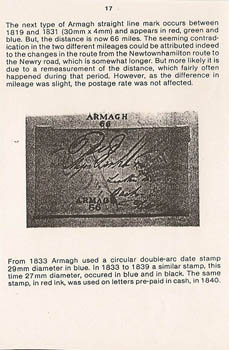 17
The next type of Armagh straight line mark occurs between
1819 and 1831 (30mm x 4mm) and appears in red, green and
blue. But, the distance is now 66 miles. The seeming contrad-
ication in the two different mileages could be attributed indeed
to the changes in the route from the Newtownhamilton route to
the Newry road, which is somewhat longer. But more likely it is
due to a remeasurement of the distance, which fairly often
happened during that period. However, as the difference in
mileage was slight, the postage rate was not affected.
ARMAGH
66
ARMAGH
66
From 1833 Armagh used a circular double-arc date stamp
29mm diameter in blue. In 1833 to 1839 a similar stamp, this
time 27mm diameter, occured in blue and in black. The same
stamp, in red ink, was used on letters pre-paid in cash, in 1840.